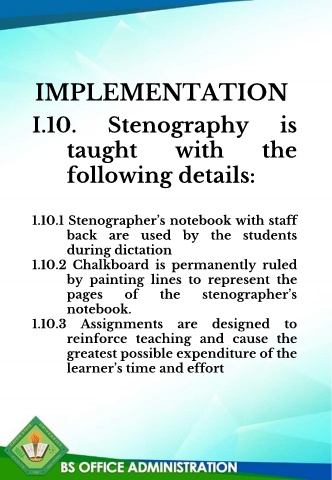 IMPLEMENTATION
I.10. Stenography is
taught with the
following details:
1.10.1 Stenographer's notebook with staff
back are used by the students
during dictation
1.10.2 Chalkboard is permanently ruled
by painting lines to represent the
pages of the stenographer's
notebook.
1.10.3 Assignments are designed to
reinforce teaching and cause the
greatest possible expenditure of the
learner's time and effort
BS OFFICE ADMINISTRATION